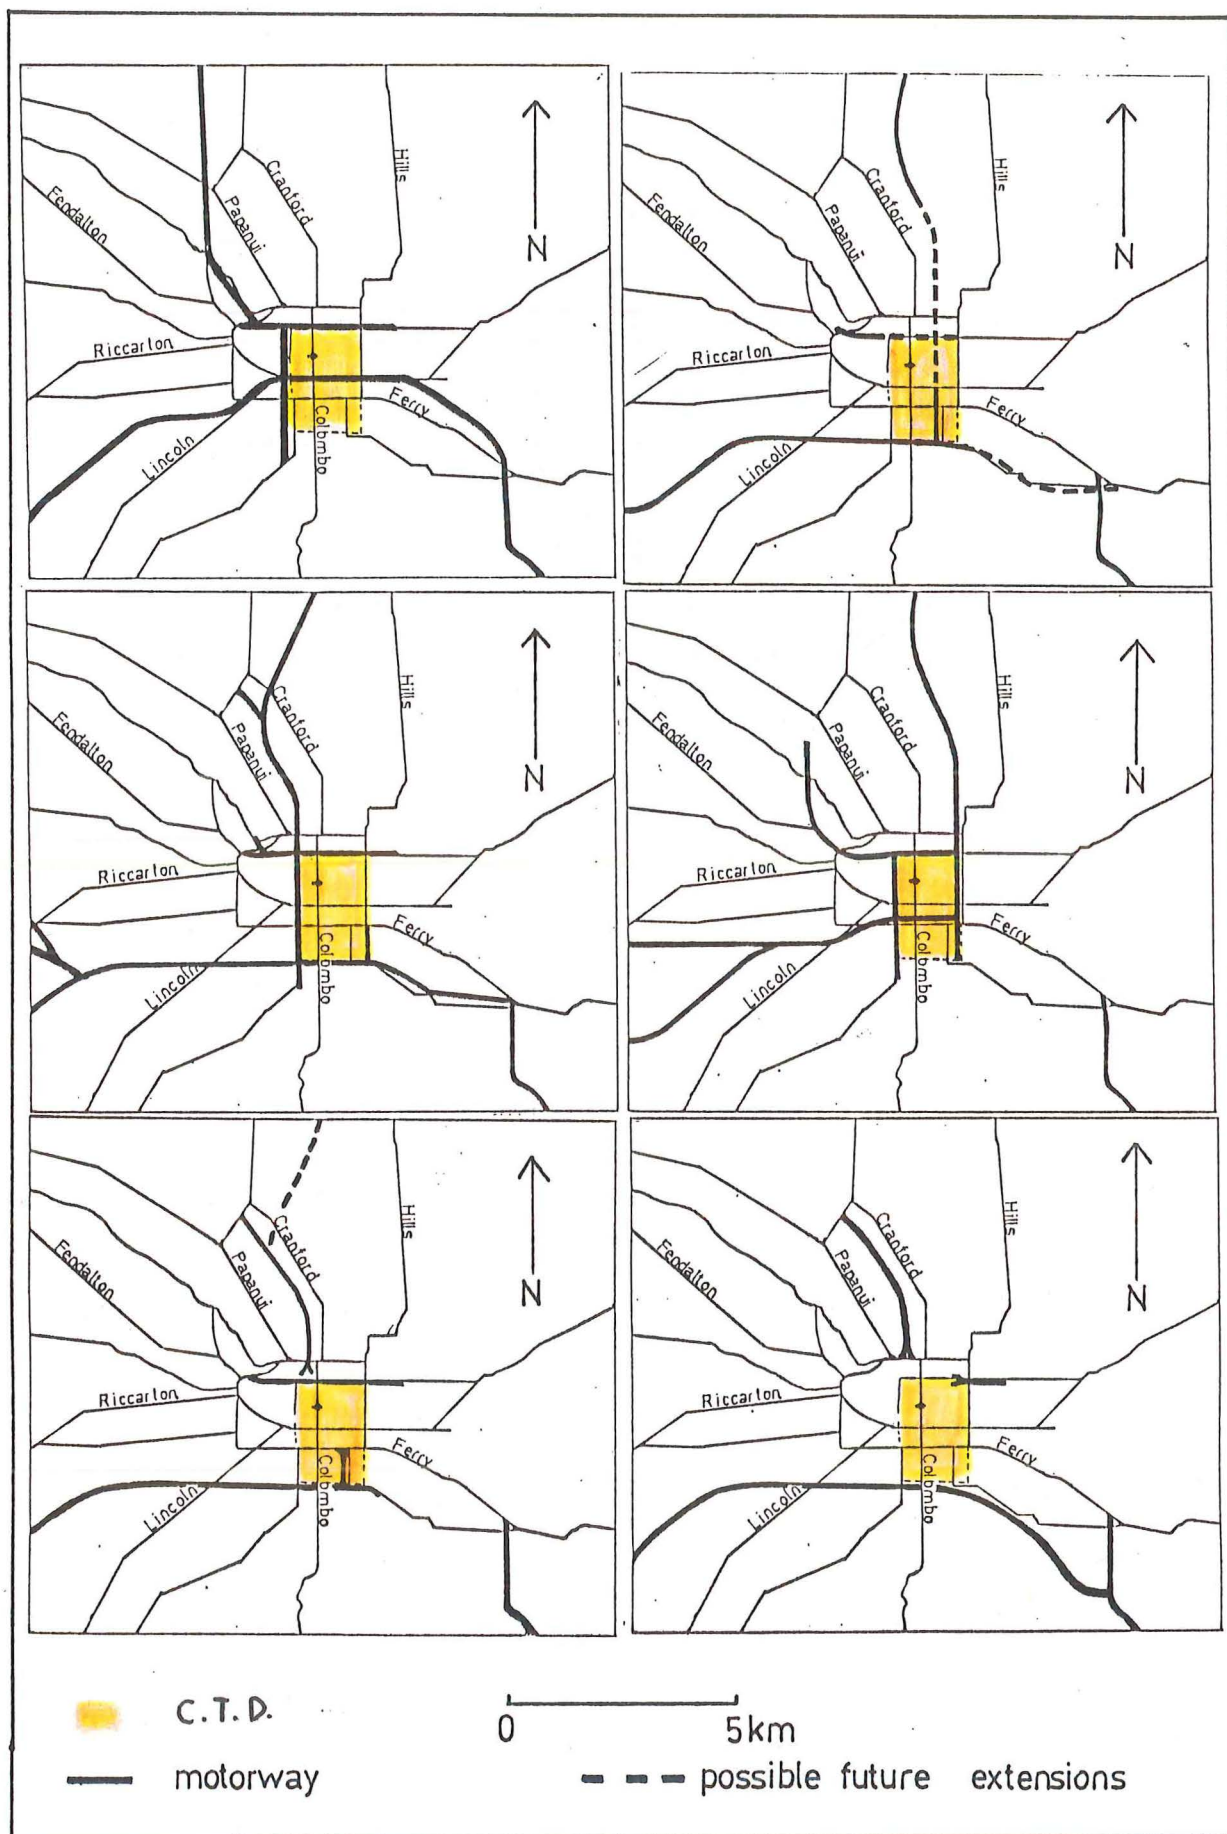 Hills
Cranford
Papanui
Fendalton
N
Riccarton
Ferry
Colombo
Lincoln
Hills
Cranford
Papanui
Fendalton
N
Riccarton
Ferry
Colombo
Lincoln
Hills
Cranford
Papanui
Fendalton
N
Riccarton
Ferry
Colombo
Lincoln
Hills
Cranford
Papanui
Fendalton
N
Riccarton
Ferry
Colombo
Lincoln
Hills
Cranford
Papanui
Fendalton
N
Riccarton
Ferry
Colombo
Lincoln
Hills
Cranford
Papanui
Fendalton
N
Riccarton
Ferry
Colombo
Lincoln
C.T.D.
0 5km
motorway
possible future extensions